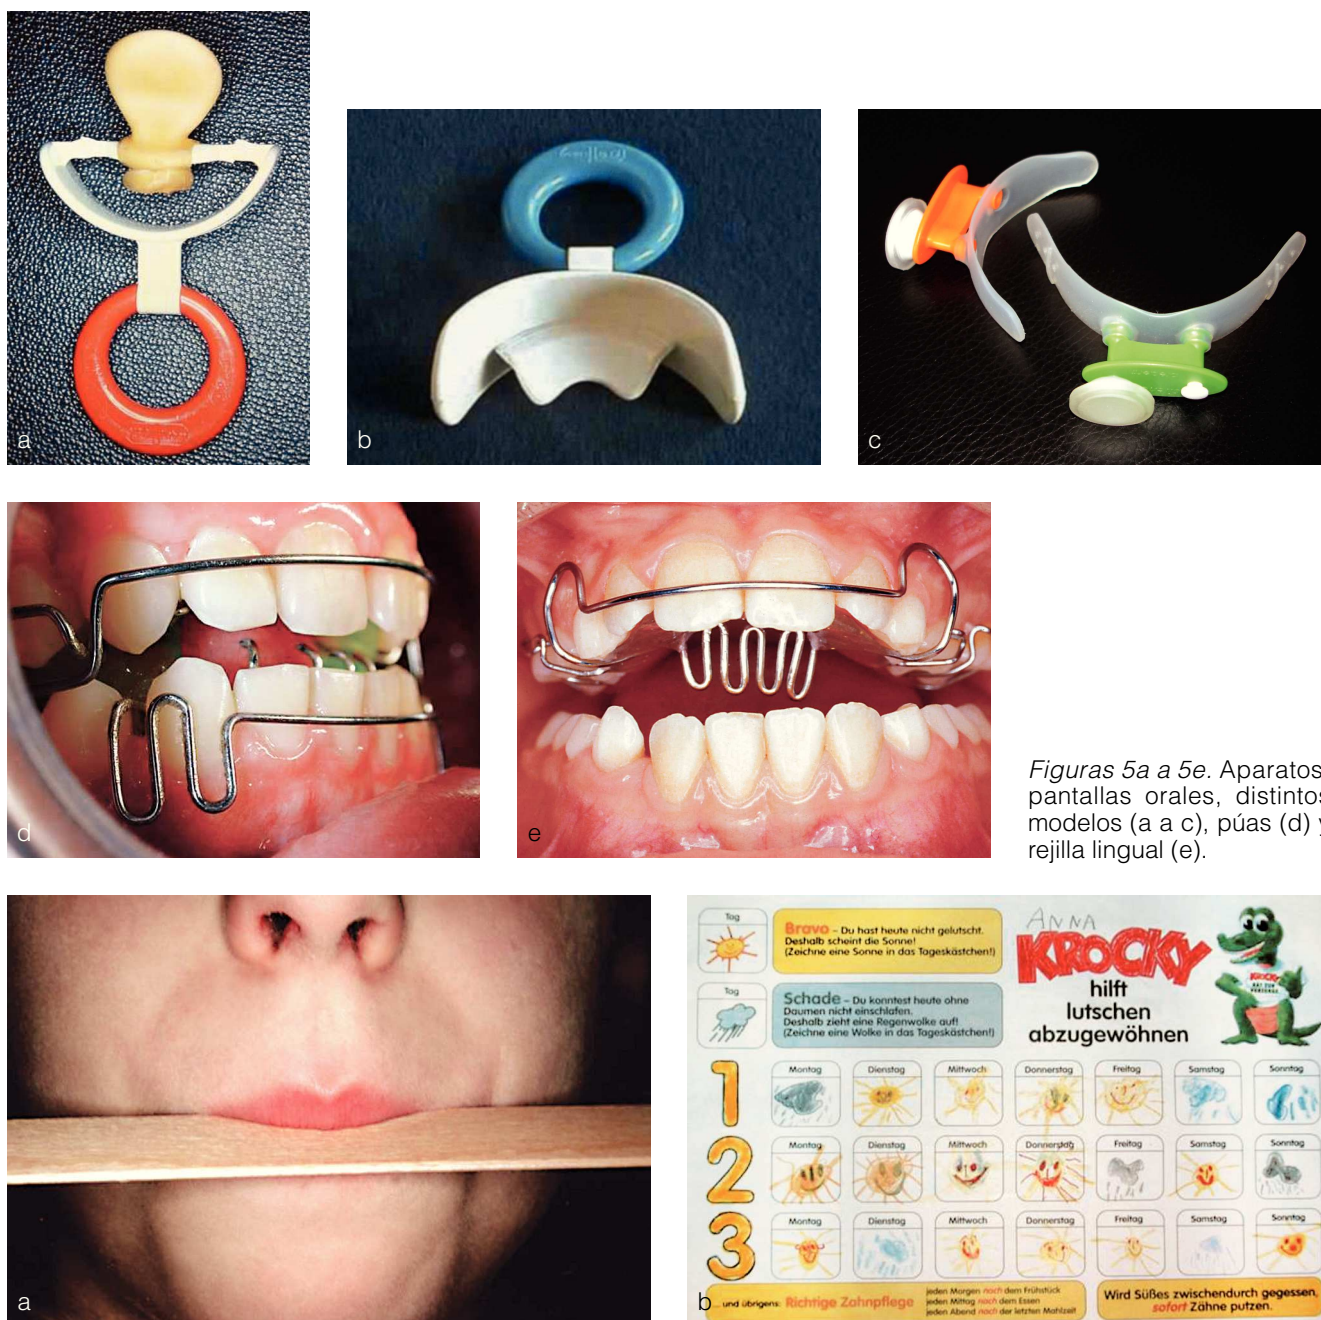 a
b
c
d
e
Figuras 5a a 5e. Aparatos:
pantallas orales, distintos
modelos (a a c), púas (d) y
rejilla lingual (e).
a
Tag
Bravo – Du hast heute nicht gelutscht.
Deshalb scheint die Sonne!
(Zeichne eine Sonne in das Tageskästchen!)
Tag
Schade – Du konntest heute ohne
Daumen nicht einschlafen.
Deshalb zieht eine Regenwolke auf!
(Zeichne eine Wolke in das Tageskästchen!)
ANNA
KROCKY
hilft
lutschen
abzugewöhnen
KROCKY
1
Montag Dienstag Mittwoch Donnerstag Freitag Samstag Sonntag
2
Montag Dienstag Mittwoch Donnerstag Freitag Samstag Sonntag
3
Montag Dienstag Mittwoch Donnerstag Freitag Samstag Sonntag
b
... und übrigens: Richtige Zahnpflege
jeden Morgen nach dem Frühstück
jeden Mittag nach dem Essen
jeden Abend nach der letzten Mahlzeit
Wird Süßes zwischendurch gegessen,
sofort Zähne putzen.